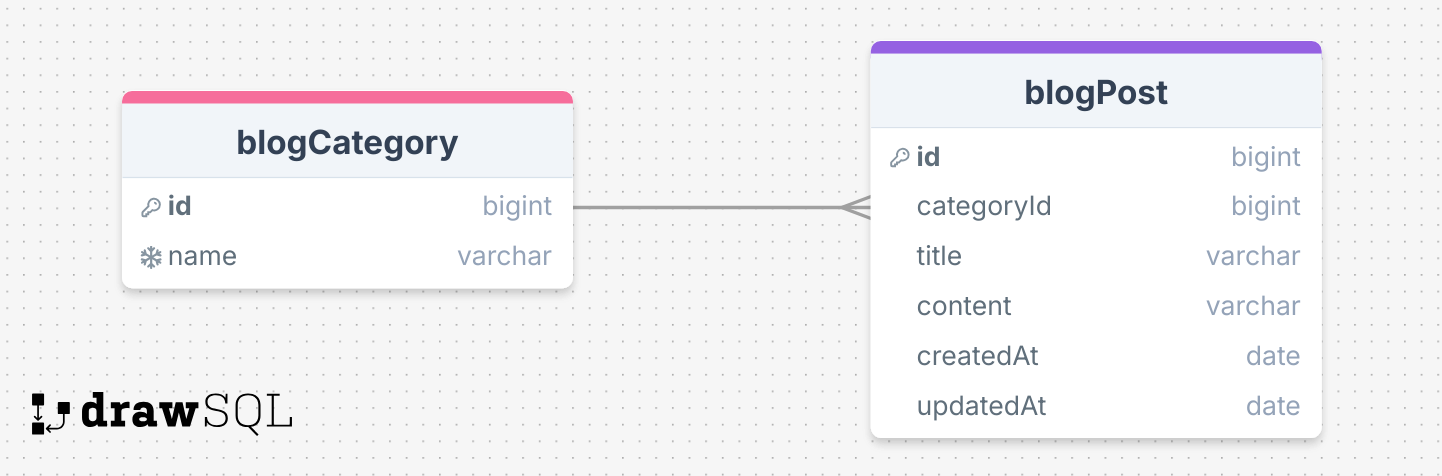 blogCategory
id bigint
name varchar
blogPost
id bigint
categoryId bigint
title varchar
content varchar
createdAt date
updatedAt date
drawSQL